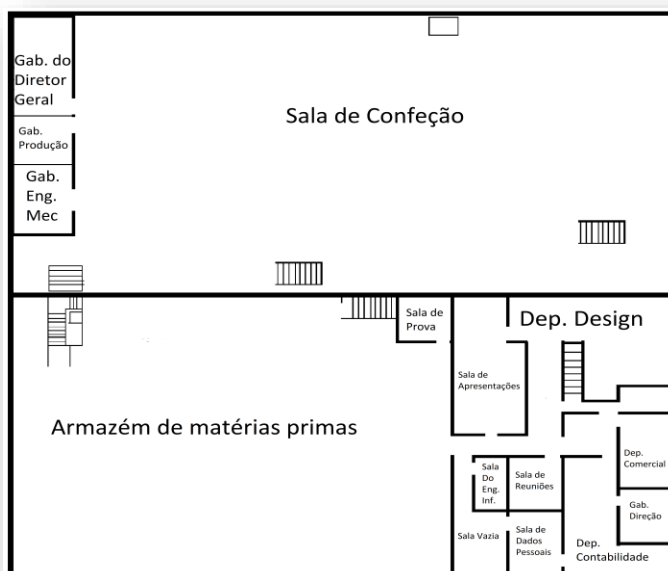 Gab. do
Diretor
Geral
Sala de Confeção
Gab.
Produção
Gab.
Eng.
Mec
Sala de
Prova
Dep. Design
Sala de
Apresentações
Armazém de matérias primas
Sala
Do
Eng.
Inf.
Sala de
Reuniões
Dep.
Comercial
Gab.
Direção
Sala Vazia
Sala de
Dados
Pessoais
Dep.
Contabilidade